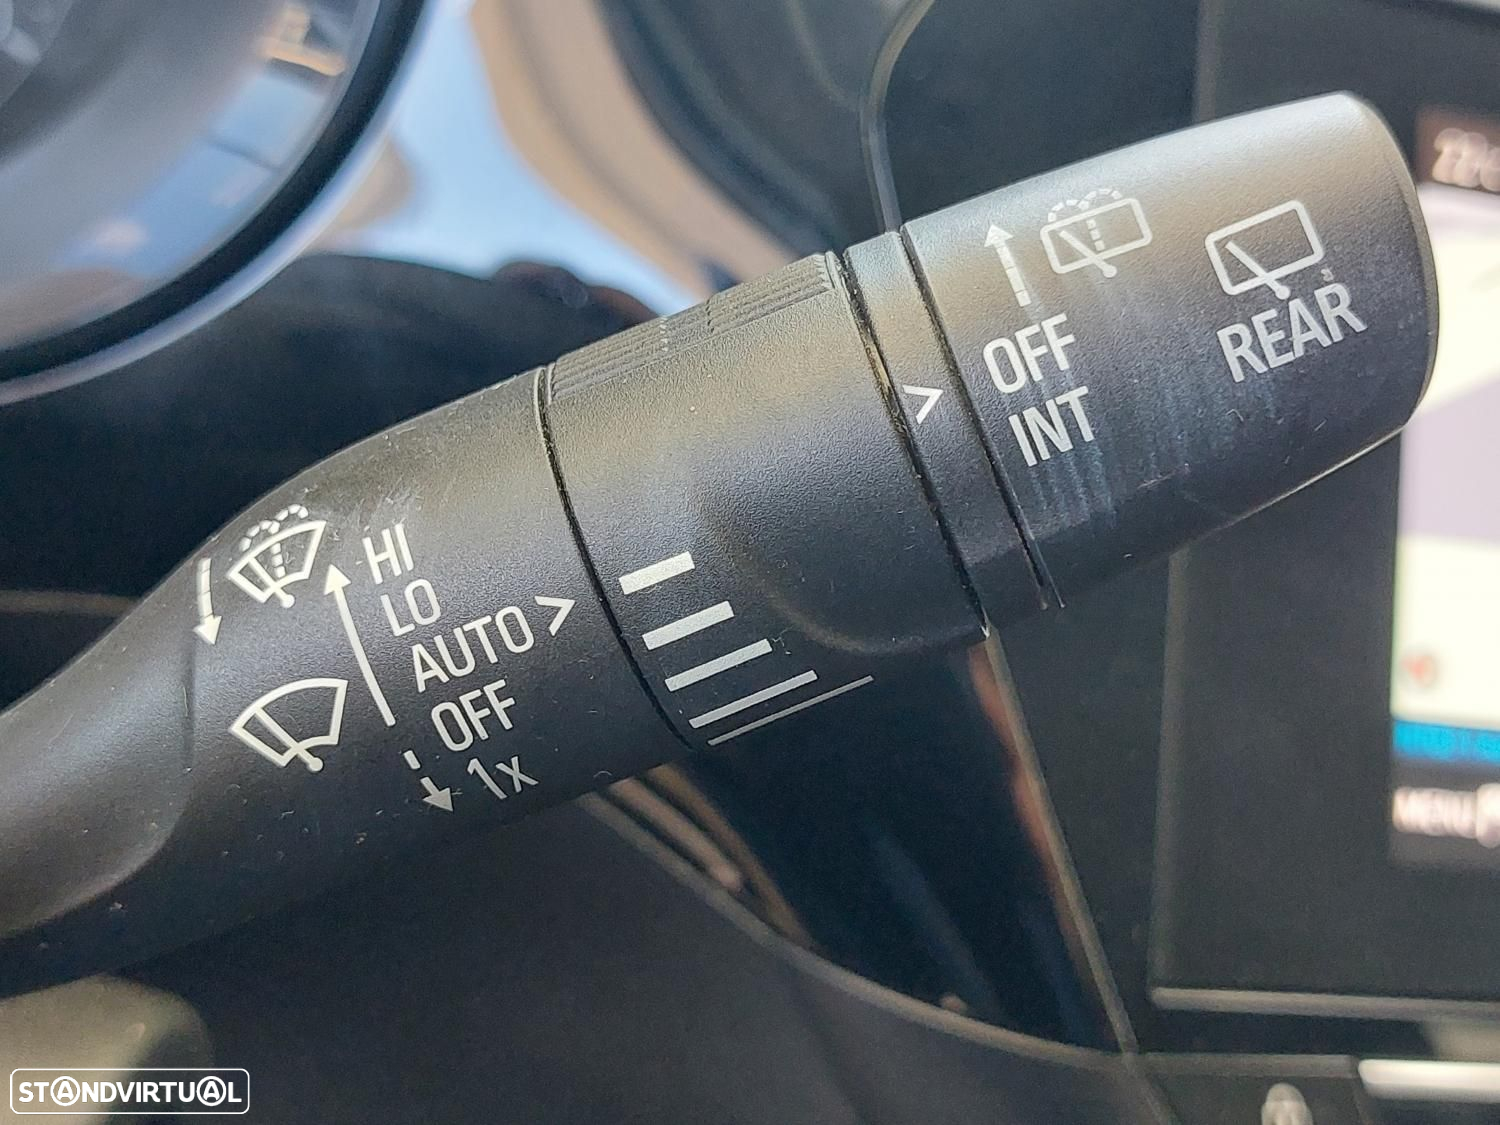 OFF
INT
REAR
HI
LO
AUTO >
OFF
1x
MENU
STANDVIRTUAL